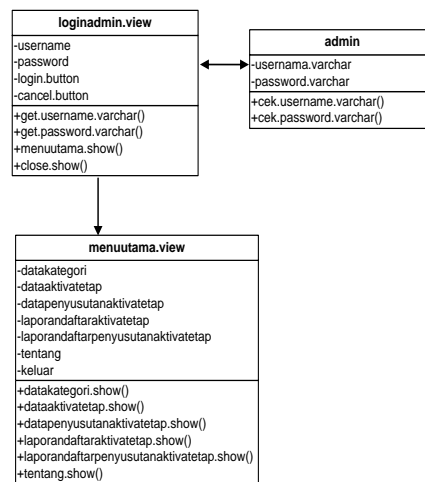 loginadmin.view
-username
-password
-login.button
-cancel.button
+get.username.varchar()
+get.password.varchar()
+menuutama.show()
+close.show()
admin
-usernama.varchar
-password.varchar
+cek.username.varchar()
+cek.password.varchar()
menuutama.view
-datakategori
-dataaktivatetap
-datapenyusutanaktivatetap
-laporandaftaraktivatetap
-laporandaftarpenyusutanaktivatetap
-tentang
-keluar
+datakategori.show()
+dataaktivatetap.show()
+datapenyusutanaktivatetap.show()
+laporandaftaraktivatetap.show()
+laporandaftarpenyusutanaktivatetap.show()
+tentang.show()